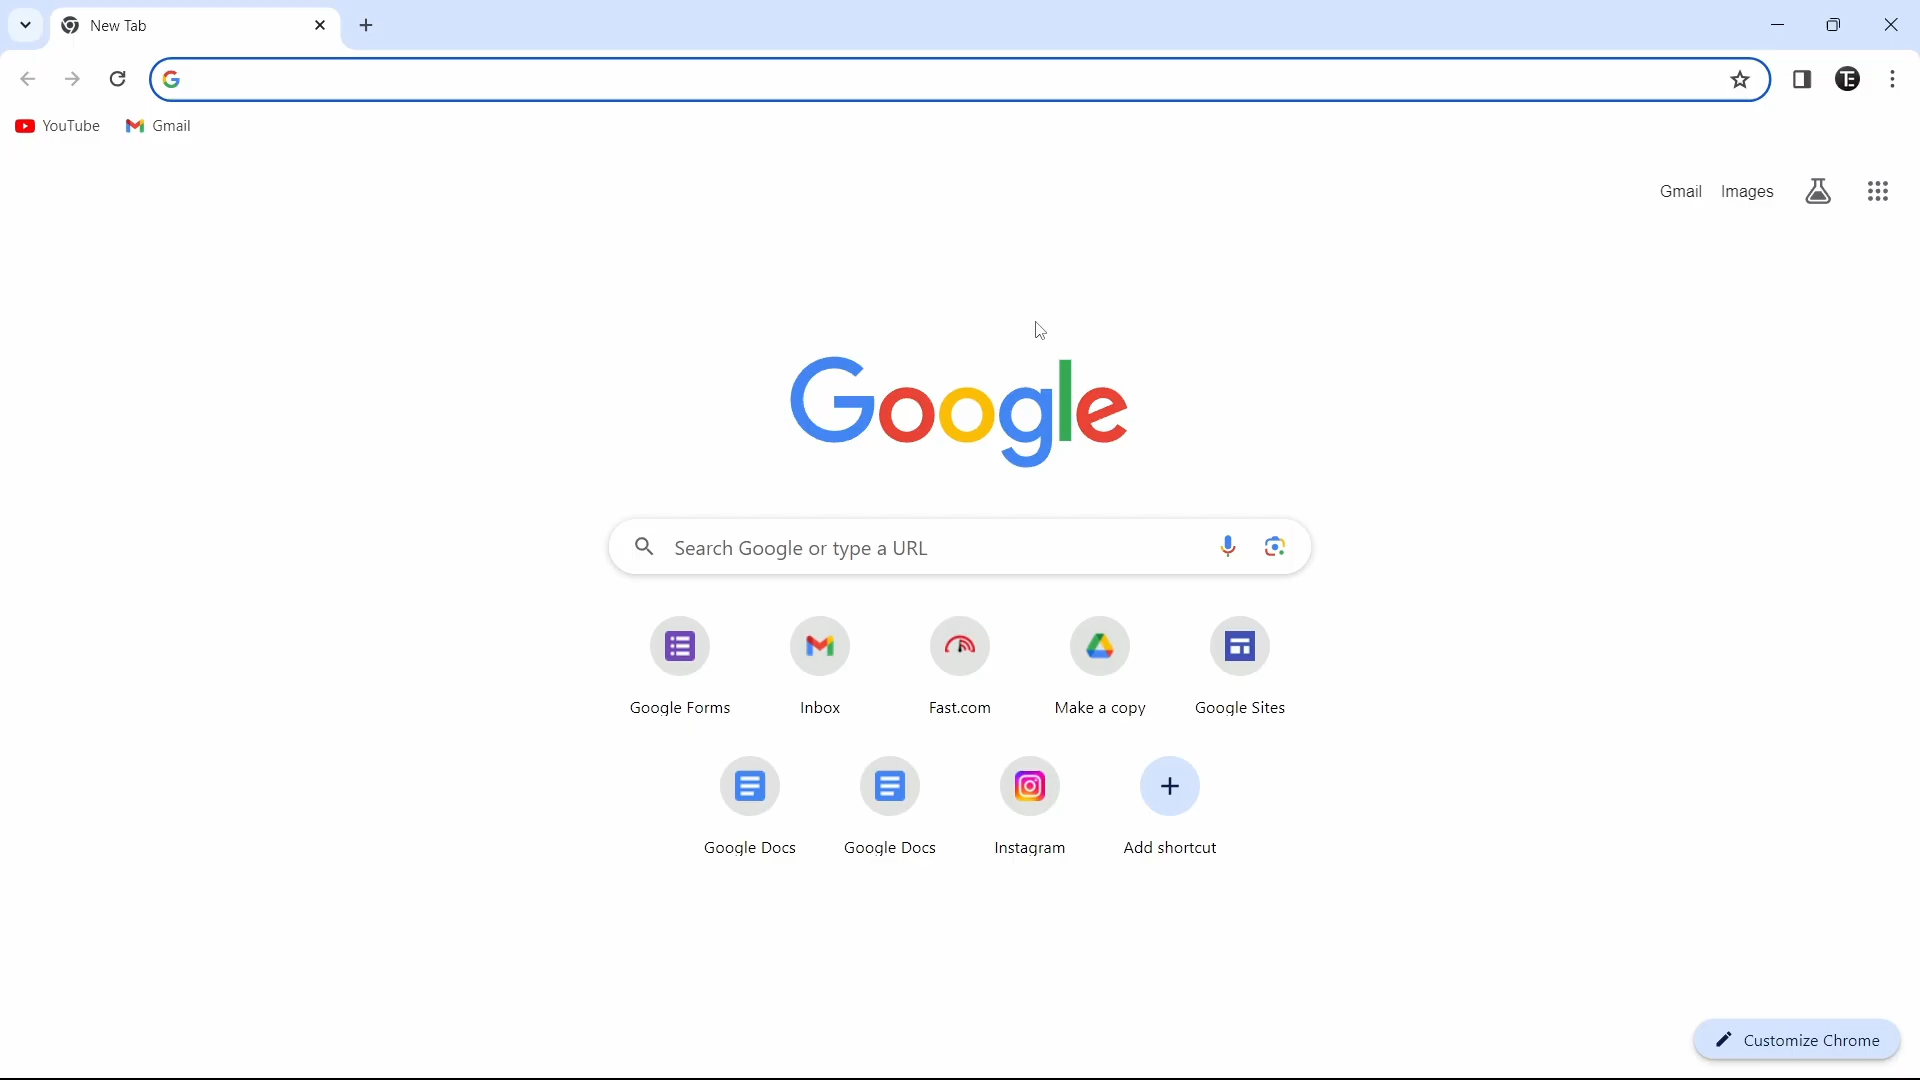 New Tab
YouTube Gmail
Gmail Images
Google
Search Google or type a URL
Google Forms Inbox Fast.com Make a copy Google Sites
Google Docs Google Docs Instagram Add shortcut
Customize Chrome